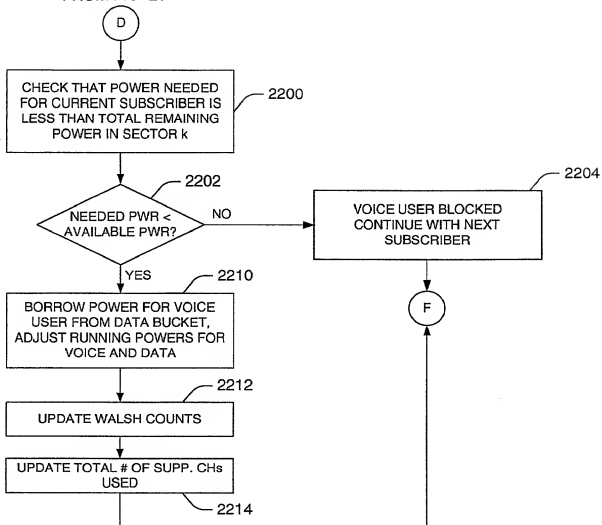 D
CHECK THAT POWER NEEDED
FOR CURRENT SUBSCRIBER IS
LESS THAN TOTAL REMAINING
POWER IN SECTOR k
2200
2202
NEEDED PWR <
AVAILABLE PWR?
NO
YES
2204
VOICE USER BLOCKED
CONTINUE WITH NEXT
SUBSCRIBER
F
2210
BORROW POWER FOR VOICE
USER FROM DATA BUCKET,
ADJUST RUNNING POWERS FOR
VOICE AND DATA
2212
UPDATE WALSH COUNTS
UPDATE TOTAL # OF SUPP. CHs
USED
2214